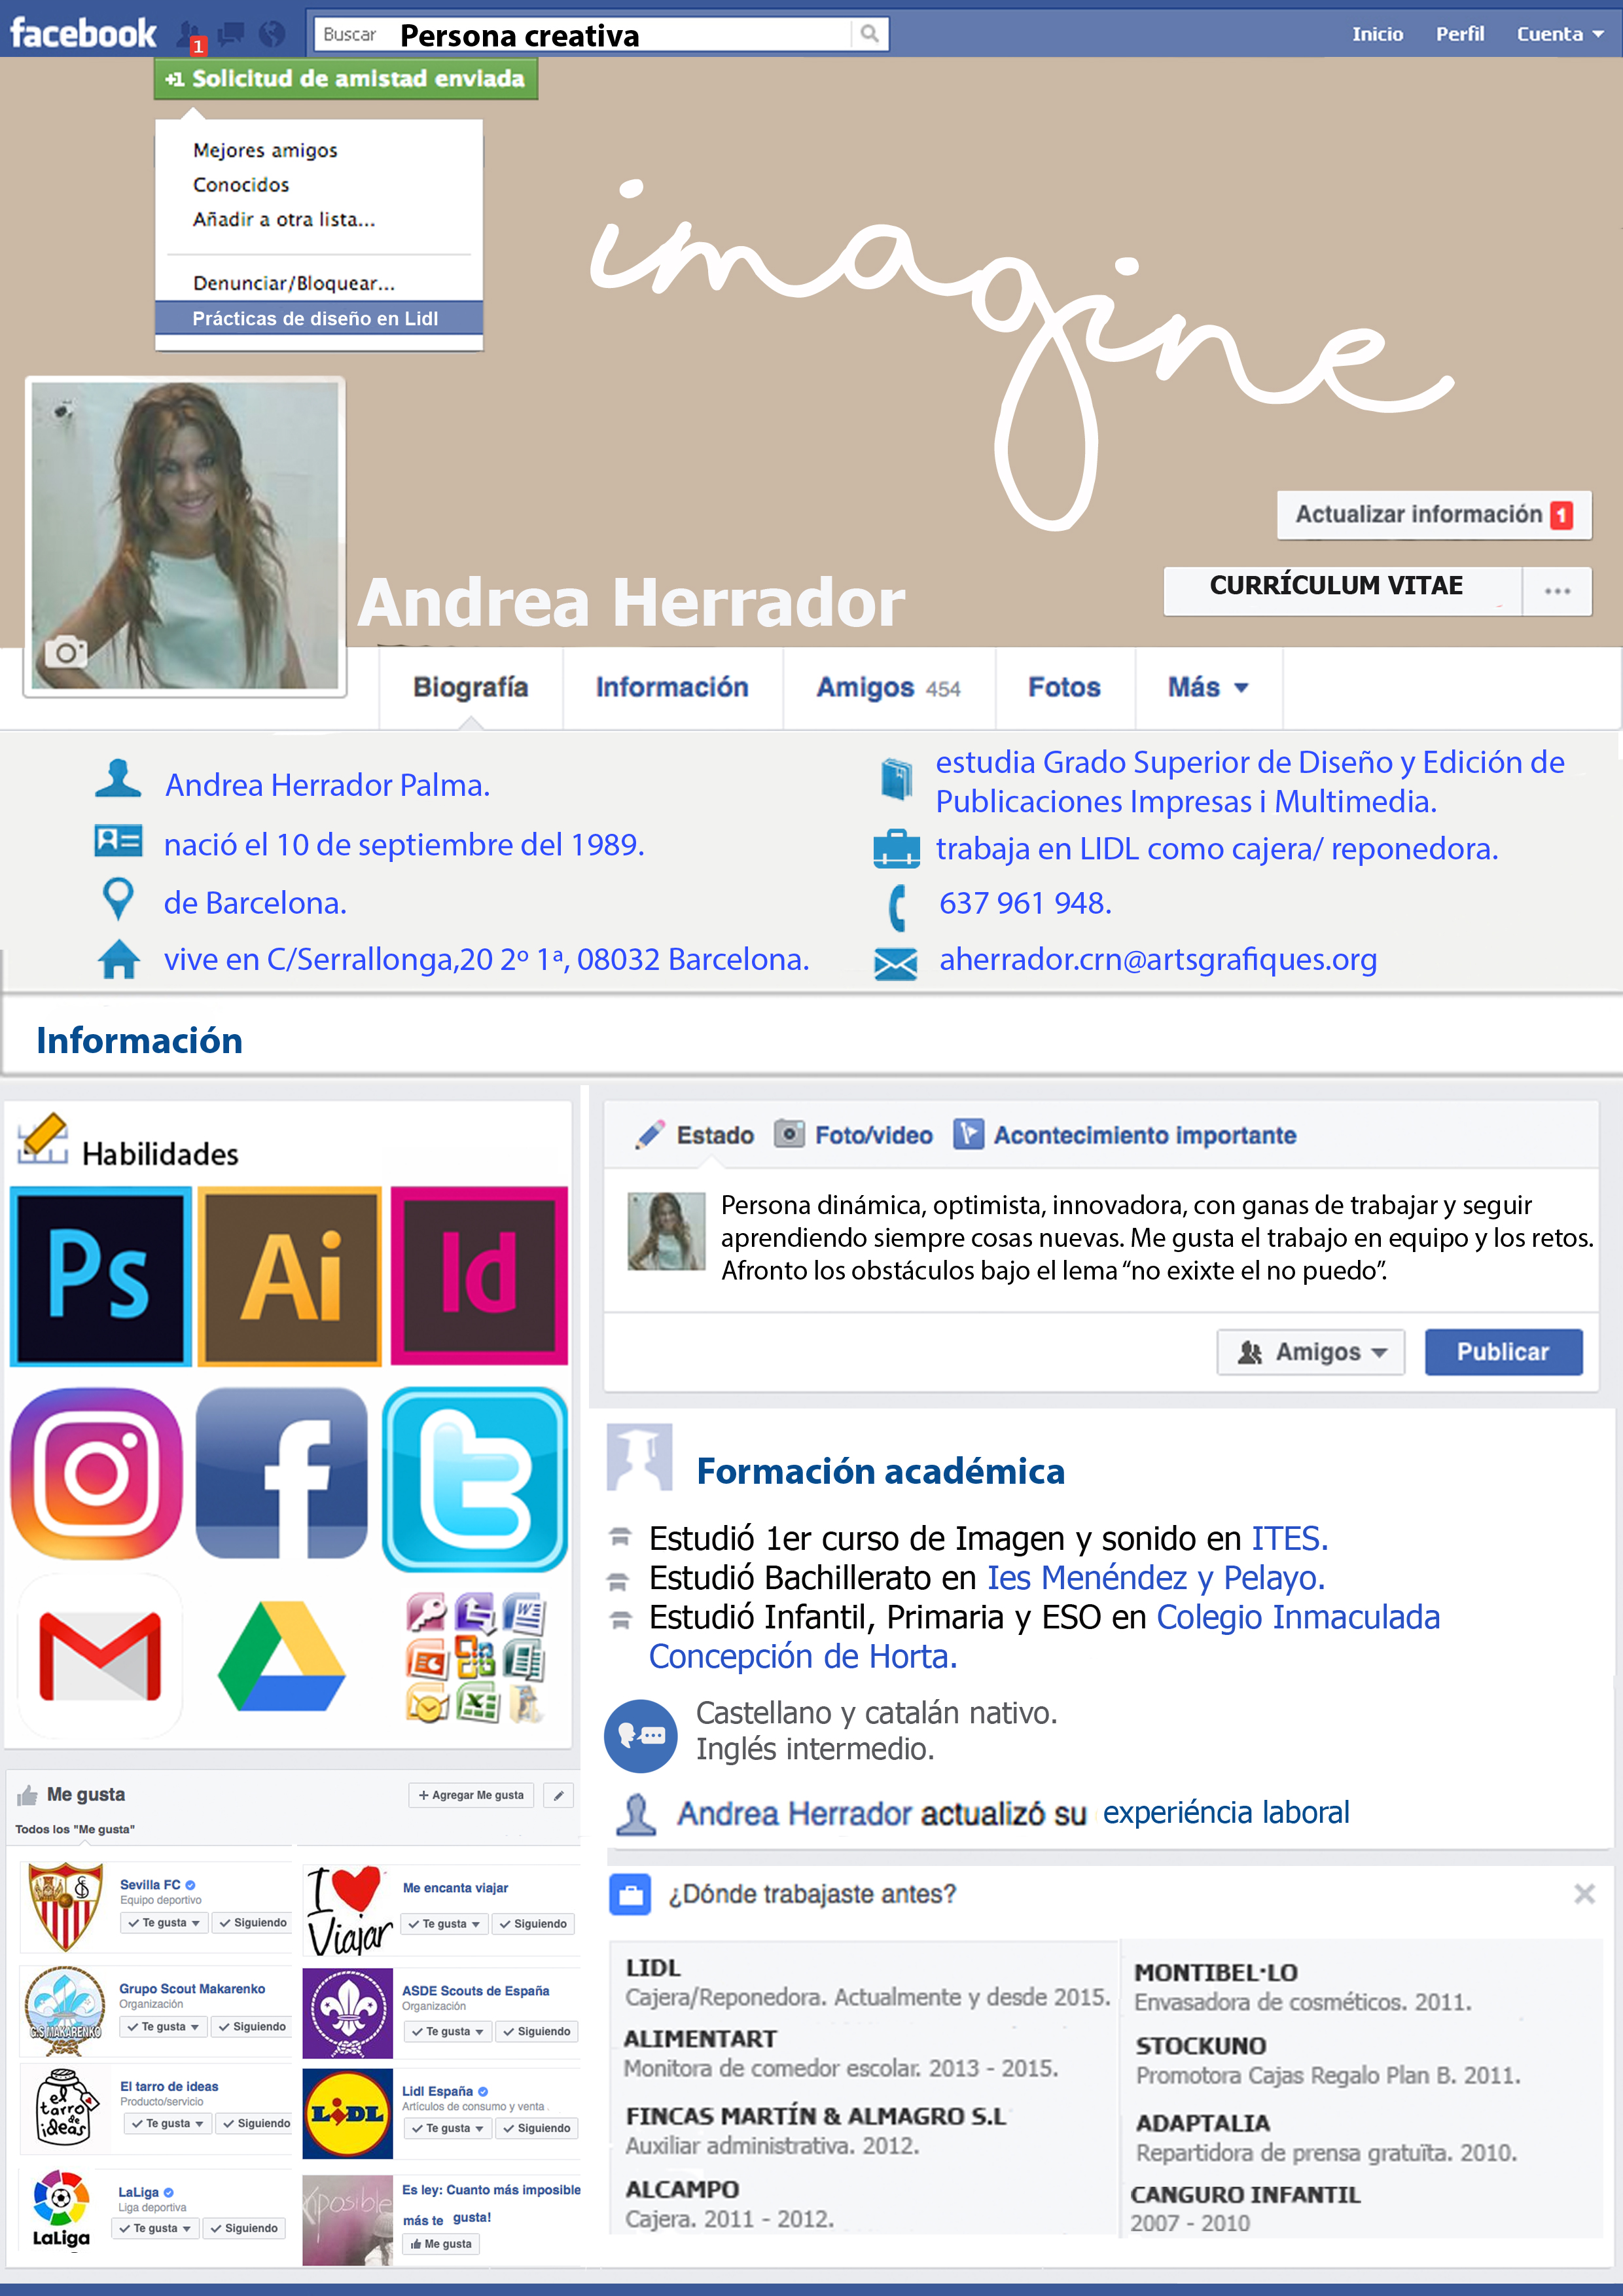 facebook
1
Buscar Persona creativa
Inicio Perfil Cuenta
+1 Solicitud de amistad enviada
Mejores amigos
Conocidos
Añadir a otra lista...
Denunciar/Bloquear...
Prácticas de diseño en Lidl
imagine
Actualizar información 1
CURRÍCULUM VITAE
Andrea Herrador
Biografía Información Amigos 454 Fotos Más
Andrea Herrador Palma.
nació el 10 de septiembre del 1989.
de Barcelona.
vive en C/Serrallonga,20 2º 1ª, 08032 Barcelona.
estudia Grado Superior de Diseño y Edición de
Publicaciones Impresas i Multimedia.
trabaja en LIDL como cajera/ reponedora.
637 961 948.
aherrador.crn@artsgrafiques.org
Información
Habilidades
Ps Ai Id
Estado Foto/video Acontecimiento importante
Persona dinámica, optimista, innovadora, con ganas de trabajar y seguir
aprendiendo siempre cosas nuevas. Me gusta el trabajo en equipo y los retos.
Afronto los obstáculos bajo el lema “no exixte el no puedo”.
Amigos Publicar
Formación académica
Estudió 1er curso de Imagen y sonido en ITES.
Estudió Bachillerato en Ies Menéndez y Pelayo.
Estudió Infantil, Primaria y ESO en Colegio Inmaculada
Concepción de Horta.
Castellano y catalán nativo.
Inglés intermedio.
Andrea Herrador actualizó su experiéncia laboral
¿Dónde trabajaste antes?
LIDL
Cajera/Reponedora. Actualmente y desde 2015.
ALIMENTART
Monitora de comedor escolar. 2013 - 2015.
FINCAS MARTÍN & ALMAGRO S.L
Auxiliar administrativa. 2012.
ALCAMPO
Cajera. 2011 - 2012.
MONTIBEL·LO
Envasadora de cosméticos. 2011.
STOCKUNO
Promotora Cajas Regalo Plan B. 2011.
ADAPTALIA
Repartidora de prensa gratuïta. 2010.
CANGURO INFANTIL
2007 - 2010
Me gusta
+ Agregar Me gusta
Todos los "Me gusta"
Sevilla FC
Equipo deportivo
Te gusta Siguiendo
I
Viajar
Me encanta viajar
Te gusta Siguiendo
G.S MAKARENKO
Grupo Scout Makarenko
Organización
Te gusta Siguiendo
ASDE Scouts de España
Organización
Te gusta Siguiendo
el
tarro
de
ideas
El tarro de ideas
Producto/servicio
Te gusta Siguiendo
LIDL
Lidl España
Artículos de consumo y venta
Te gusta Siguiendo
LaLiga
LaLiga
Liga deportiva
Te gusta Siguiendo
mposible
Es ley: Cuanto más imposible
más te gusta!
Me gusta